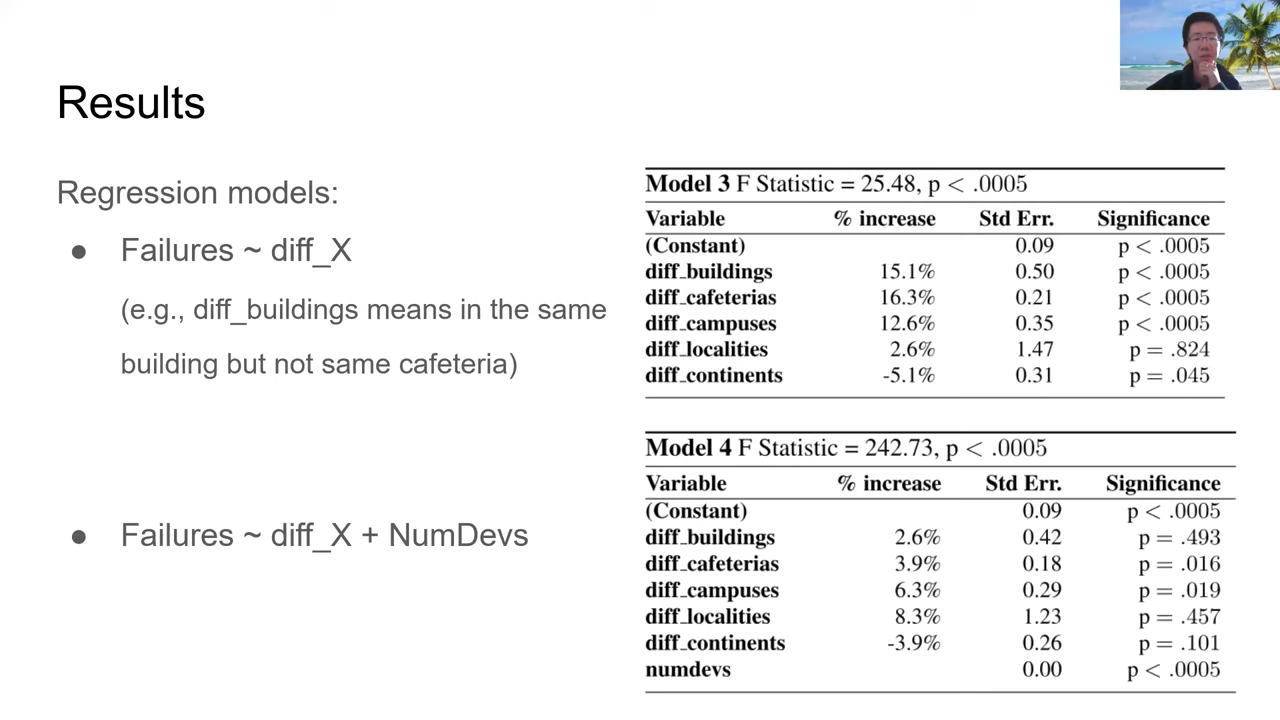 Results
Regression models:
● Failures ~ diff_X
(e.g., diff_buildings means in the same
building but not same cafeteria)
● Failures ~ diff_X + NumDevs
Model 3 F Statistic = 25.48, p < .0005
Variable % increase Std Err. Significance
(Constant) 0.09 p < .0005
diff_buildings 15.1% 0.50 p < .0005
diff_cafeterias 16.3% 0.21 p < .0005
diff_campuses 12.6% 0.35 p < .0005
diff_localities 2.6% 1.47 p = .824
diff_continents -5.1% 0.31 p = .045
Model 4 F Statistic = 242.73, p < .0005
Variable % increase Std Err. Significance
(Constant) 0.09 p < .0005
diff_buildings 2.6% 0.42 p = .493
diff_cafeterias 3.9% 0.18 p = .016
diff_campuses 6.3% 0.29 p = .019
diff_localities 8.3% 1.23 p = .457
diff_continents -3.9% 0.26 p = .101
numdevs 0.00 p < .0005